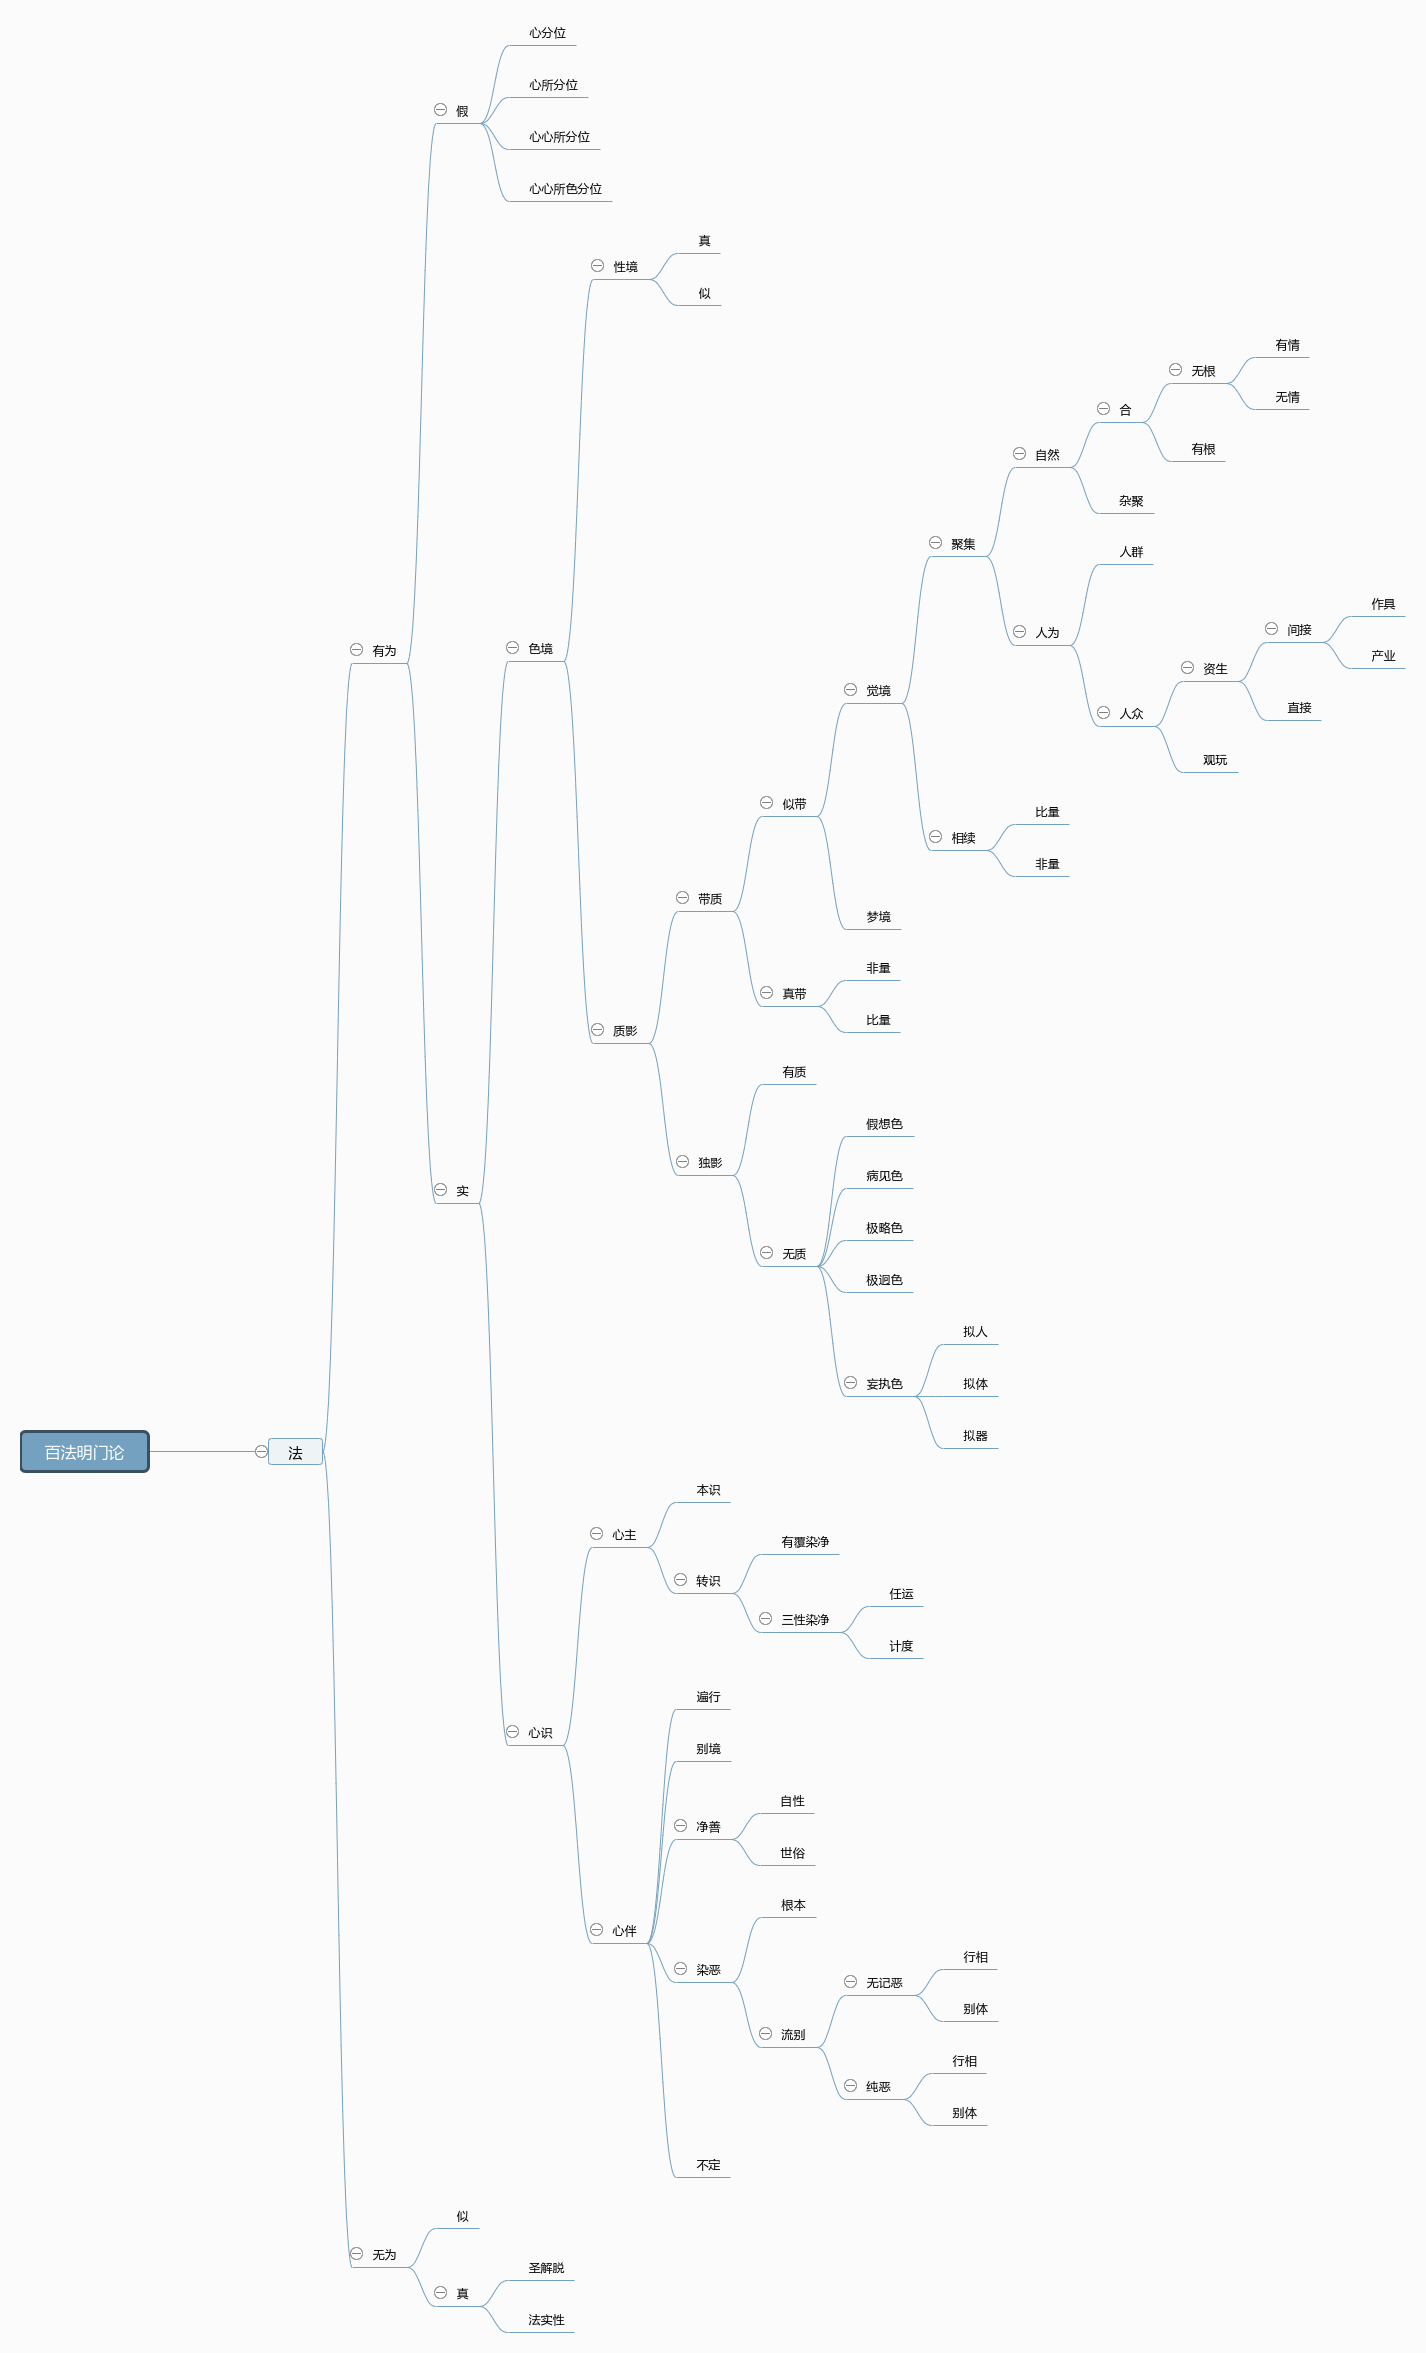 百法明门论
法
有为
假
心分位
心所分位
心心所分位
心心所色分位
实
色境
性境
真
似
质影
带质
似带
觉境
聚集
自然
合
无根
有情
无情
有根
杂聚
人为
人群
人众
资生
间接
作具
产业
直接
观玩
相续
比量
非量
梦境
真带
非量
比量
独影
有质
无质
假想色
病见色
极略色
极迥色
妄执色
拟人
拟体
拟器
心识
心主
本识
转识
有覆染净
三性染净
任运
计度
心伴
遍行
别境
净善
自性
世俗
染恶
根本
流别
无记恶
行相
别体
纯恶
行相
别体
不定
无为
似
真
圣解脱
法实性